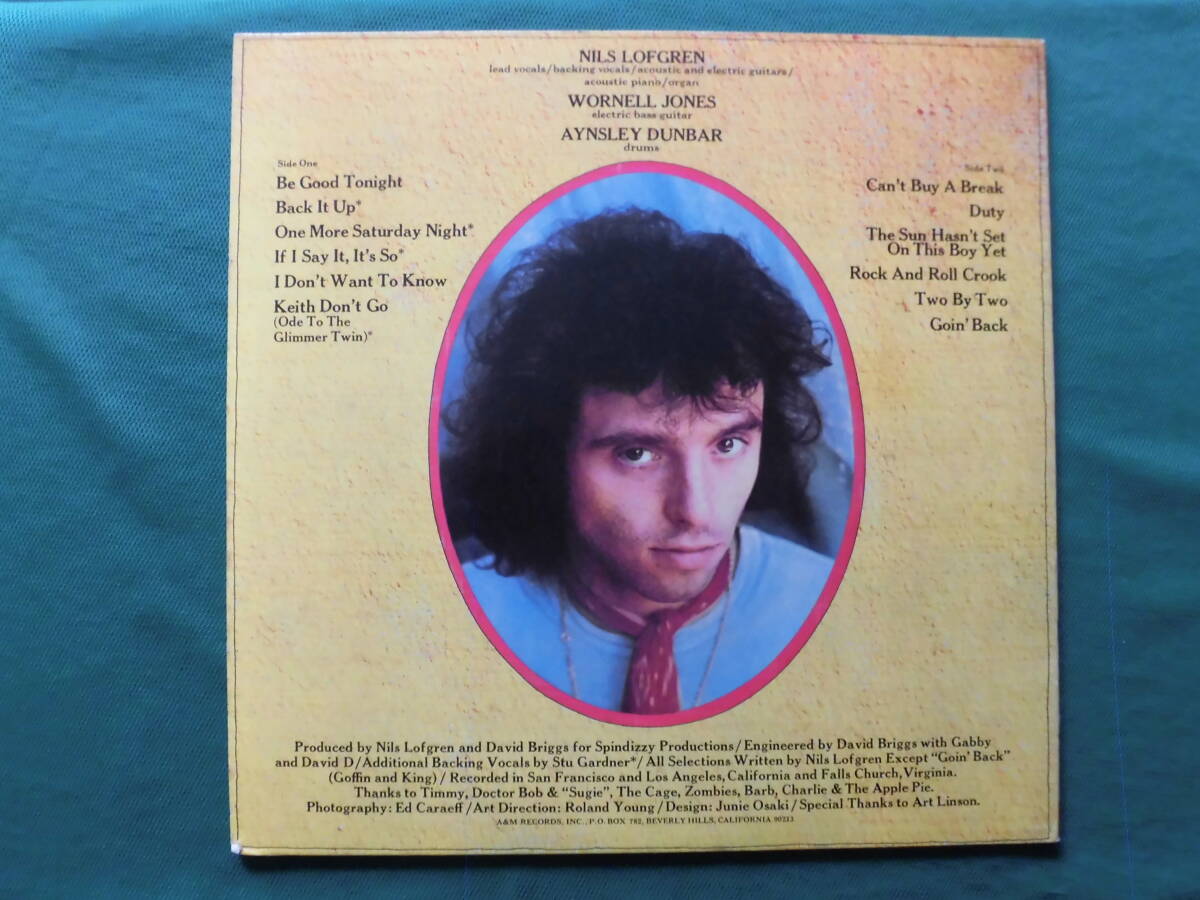 NILS LOFGREN
lead vocals/backing vocals/acoustic and electric guitars/
acoustic piano/organ
WORNELL JONES
electric bass guitar
AYNSLEY DUNBAR
drums
Side One
Be Good Tonight
Back It Up*
One More Saturday Night*
If I Say It, It's So*
I Don't Want To Know
Keith Don't Go
(Ode To The
Glimmer Twin)*
Side Two
Can't Buy A Break
Duty
The Sun Hasn't Set
On This Boy Yet
Rock And Roll Crook
Two By Two
Goin' Back
Produced by Nils Lofgren and David Briggs for Spindizzy Productions/Engineered by David Briggs with Gabby
and David D/Additional Backing Vocals by Stu Gardner*/All Selections Written by Nils Lofgren Except "Goin' Back"
(Goffin and King)/Recorded in San Francisco and Los Angeles, California and Falls Church, Virginia.
Thanks to Timmy, Doctor Bob & "Sugie", The Cage, Zombies, Barb, Charlie & The Apple Pie.
Photography: Ed Caraeff/Art Direction: Roland Young/Design: Junie Osaki/Special Thanks to Art Linson.
A&M RECORDS, INC., P.O. BOX 782, BEVERLY HILLS, CALIFORNIA 90213